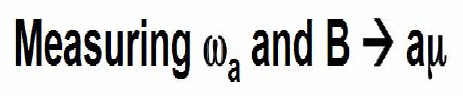 Measuring ωₐ and B → aμ